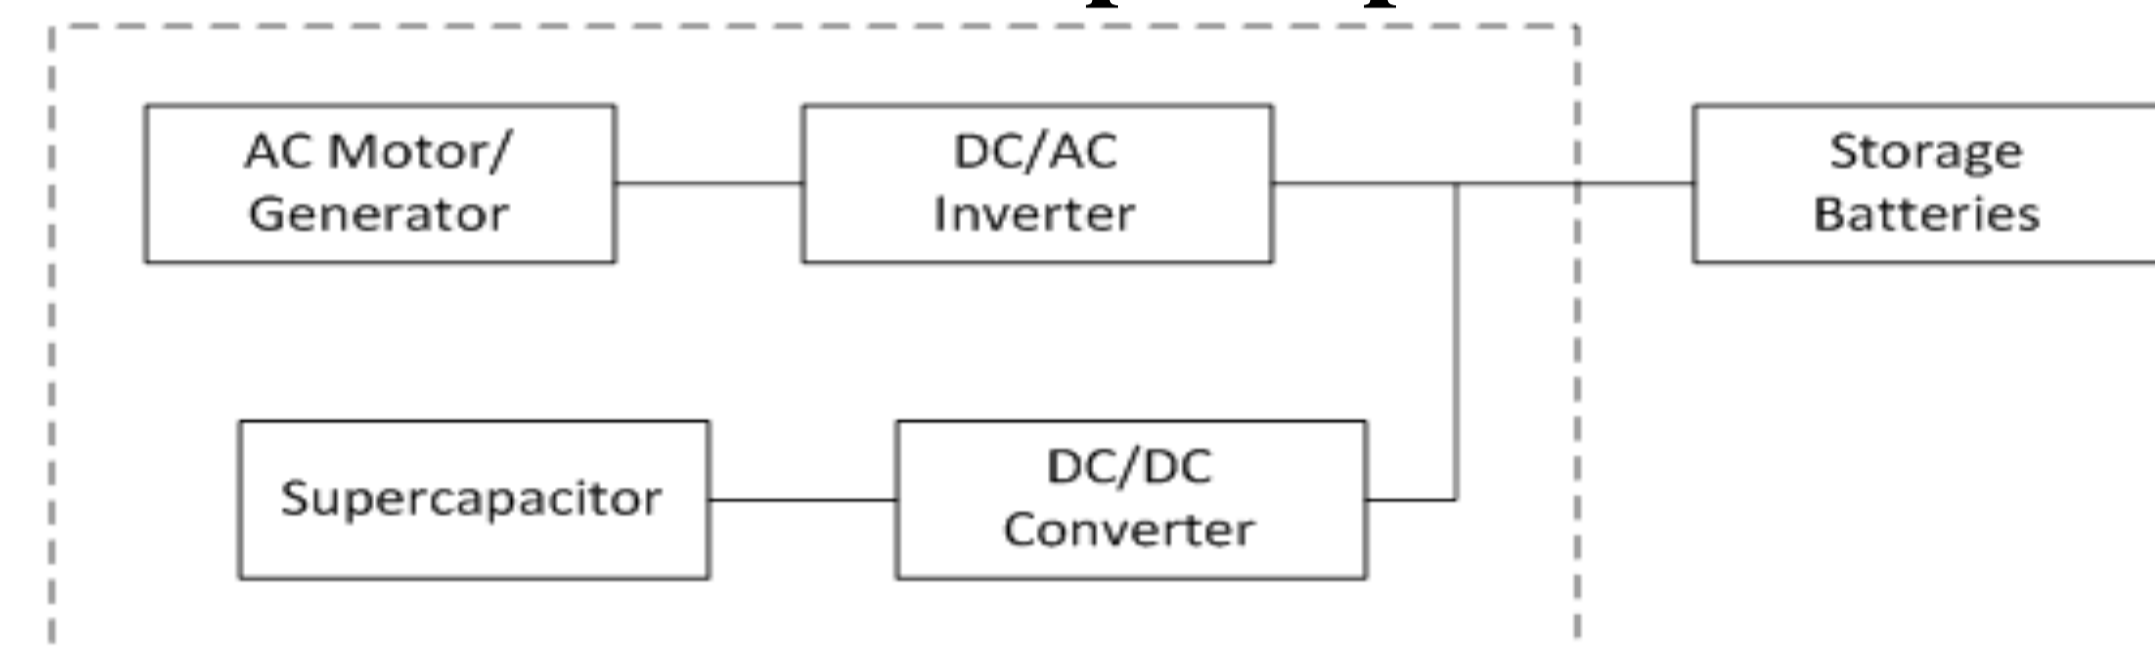 AC Motor/
Generator
DC/AC
Inverter
Storage
Batteries
Supercapacitor
DC/DC
Converter